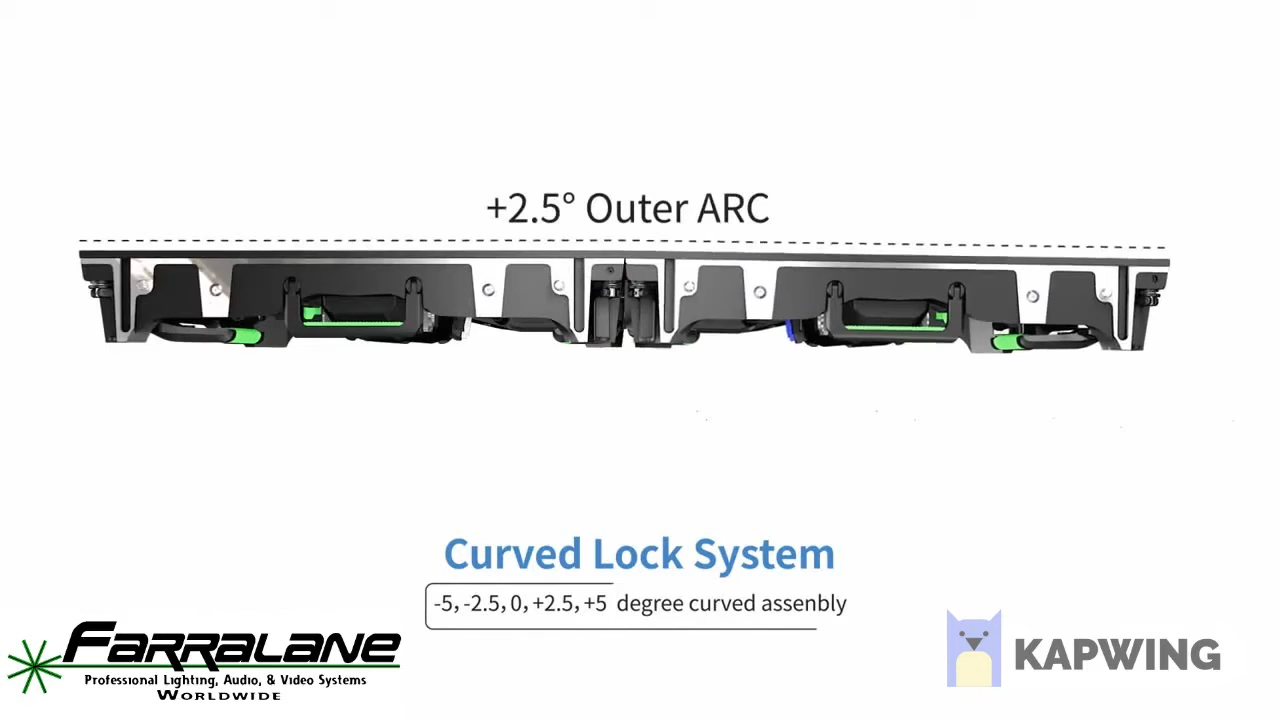 +2.5° Outer ARC
Curved Lock System
-5, -2.5, 0, +2.5, +5 degree curved assenbly
FARRALANE
Professional Lighting, Audio, & Video Systems
WORLDWIDE
KAPWING